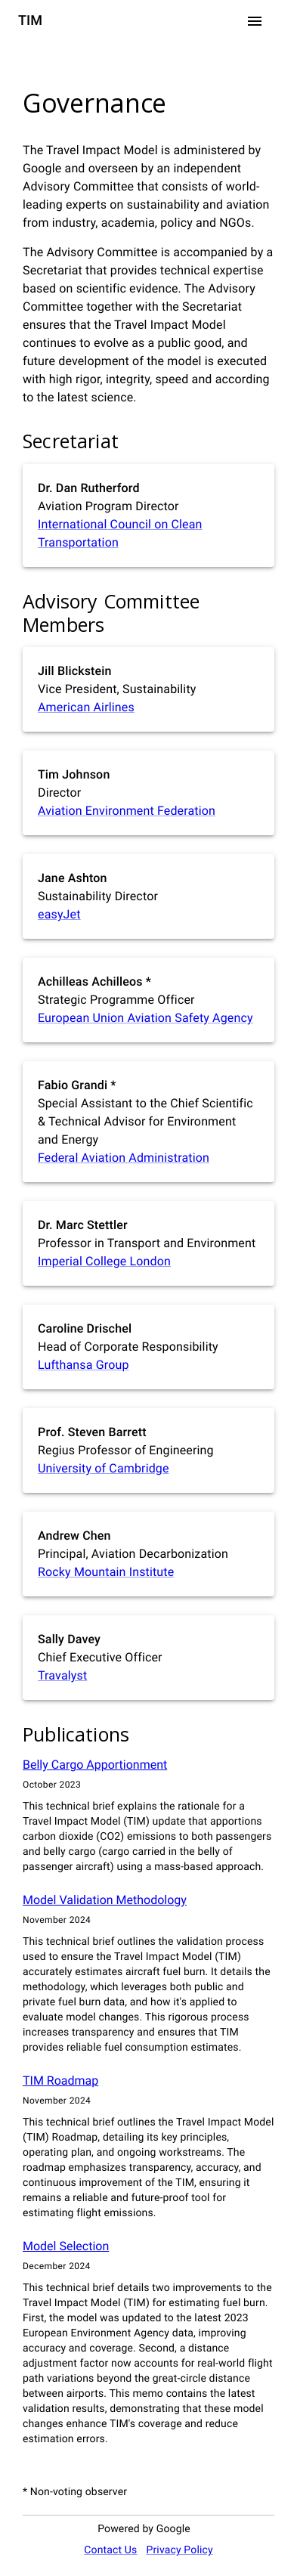 TIM
Governance
The Travel Impact Model is administered by
Google and overseen by an independent
Advisory Committee that consists of world-
leading experts on sustainability and aviation
from industry, academia, policy and NGOs.
The Advisory Committee is accompanied by a
Secretariat that provides technical expertise
based on scientific evidence. The Advisory
Committee together with the Secretariat
ensures that the Travel Impact Model
continues to evolve as a public good, and
future development of the model is executed
with high rigor, integrity, speed and according
to the latest science.
Secretariat
Dr. Dan Rutherford
Aviation Program Director
International Council on Clean
Transportation
Advisory Committee
Members
Jill Blickstein
Vice President, Sustainability
American Airlines
Tim Johnson
Director
Aviation Environment Federation
Jane Ashton
Sustainability Director
easyJet
Achilleas Achilleos *
Strategic Programme Officer
European Union Aviation Safety Agency
Fabio Grandi *
Special Assistant to the Chief Scientific
& Technical Advisor for Environment
and Energy
Federal Aviation Administration
Dr. Marc Stettler
Professor in Transport and Environment
Imperial College London
Caroline Drischel
Head of Corporate Responsibility
Lufthansa Group
Prof. Steven Barrett
Regius Professor of Engineering
University of Cambridge
Andrew Chen
Principal, Aviation Decarbonization
Rocky Mountain Institute
Sally Davey
Chief Executive Officer
Travalyst
Publications
Belly Cargo Apportionment
October 2023
This technical brief explains the rationale for a
Travel Impact Model (TIM) update that apportions
carbon dioxide (CO2) emissions to both passengers
and belly cargo (cargo carried in the belly of
passenger aircraft) using a mass-based approach.
Model Validation Methodology
November 2024
This technical brief outlines the validation process
used to ensure the Travel Impact Model (TIM)
accurately estimates aircraft fuel burn. It details the
methodology, which leverages both public and
private fuel burn data, and how it's applied to
evaluate model changes. This rigorous process
increases transparency and ensures that TIM
provides reliable fuel consumption estimates.
TIM Roadmap
November 2024
This technical brief outlines the Travel Impact Model
(TIM) Roadmap, detailing its key principles,
operating plan, and ongoing workstreams. The
roadmap emphasizes transparency, accuracy, and
continuous improvement of the TIM, ensuring it
remains a reliable and future-proof tool for
estimating flight emissions.
Model Selection
December 2024
This technical brief details two improvements to the
Travel Impact Model (TIM) for estimating fuel burn.
First, the model was updated to the latest 2023
European Environment Agency data, improving
accuracy and coverage. Second, a distance
adjustment factor now accounts for real-world flight
path variations beyond the great-circle distance
between airports. This memo contains the latest
validation results, demonstrating that these model
changes enhance TIM's coverage and reduce
estimation errors.
* Non-voting observer
Powered by Google
Contact Us Privacy Policy